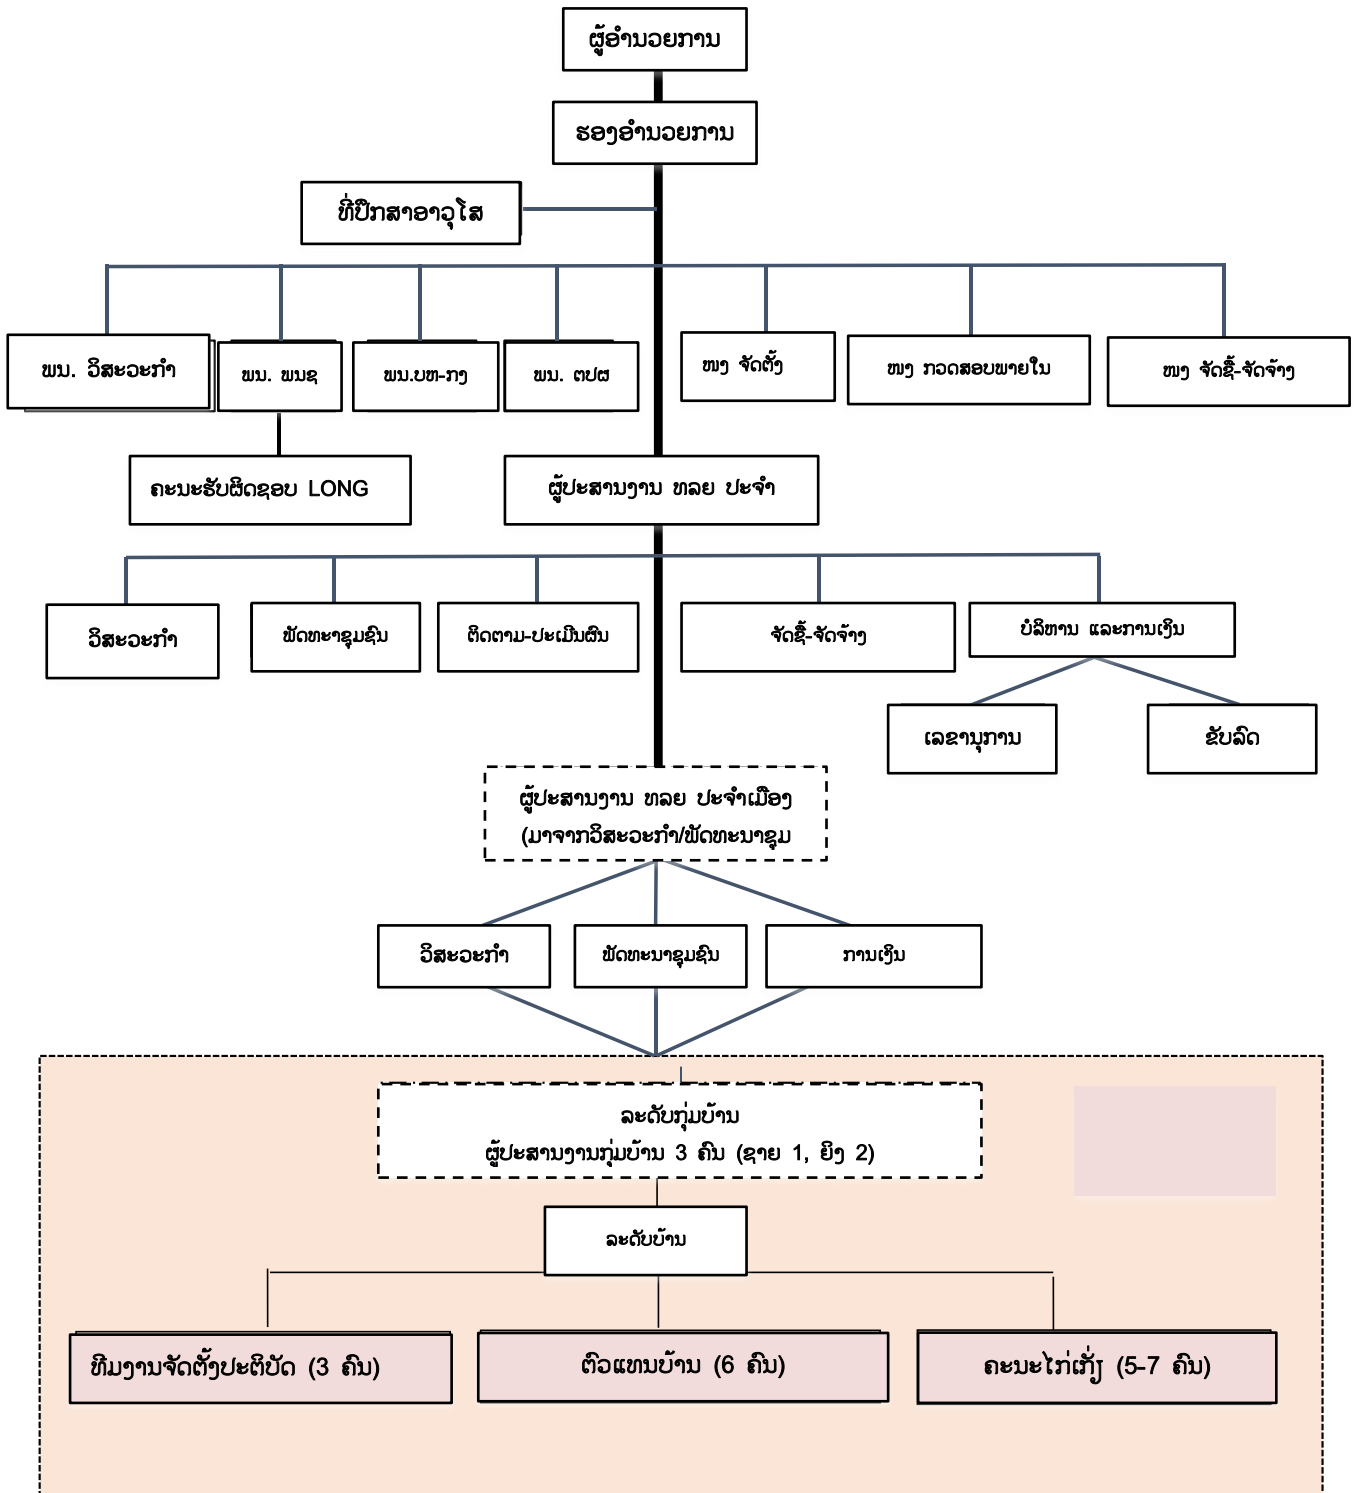 ຜູ້ອຳນວຍການ
ຮອງອຳນວຍການ
ທີ່ປຶກສາອາວຸໂສ
ພນ. ວິສະວະກຳ
ພນ. ພນຊ
ພນ.ບຫ-ກງ
ພນ. ຕປຜ
ໜງ ຈັດຕັ້ງ
ໜງ ກວດສອບພາຍໃນ
ໜງ ຈັດຊື້-ຈັດຈ້າງ
ຄະນະຮັບຜິດຊອບ LONG
ຜູ້ປະສານງານ ທລຍ ປະຈຳ
ວິສະວະກຳ
ພັດທະາຊຸມຊົນ
ຕິດຕາມ-ປະເມີນຜົນ
ຈັດຊື້-ຈັດຈ້າງ
ບໍລິຫານ ແລະການເງິນ
ເລຂານຸການ
ຂັບລົດ
ຜູ້ປະສານງານ ທລຍ ປະຈຳເມືອງ
(ມາຈາກວິສະວະກຳ/ພັດທະນາຊຸມ
ວິສະວະກຳ
ພັດທະນາຊຸມຊົນ
ການເງິນ
ລະດັບກຸ່ມບ້ານ
ຜູ້ປະສານງານກຸ່ມບ້ານ 3 ຄົນ (ຊາຍ 1, ຍິງ 2)
ລະດັບບ້ານ
ທີມງານຈັດຕັ້ງປະຕິບັດ (3 ຄົນ)
ຕົວແທນບ້ານ (6 ຄົນ)
ຄະນະໄກ່ເກັ່ຽ (5-7 ຄົນ)